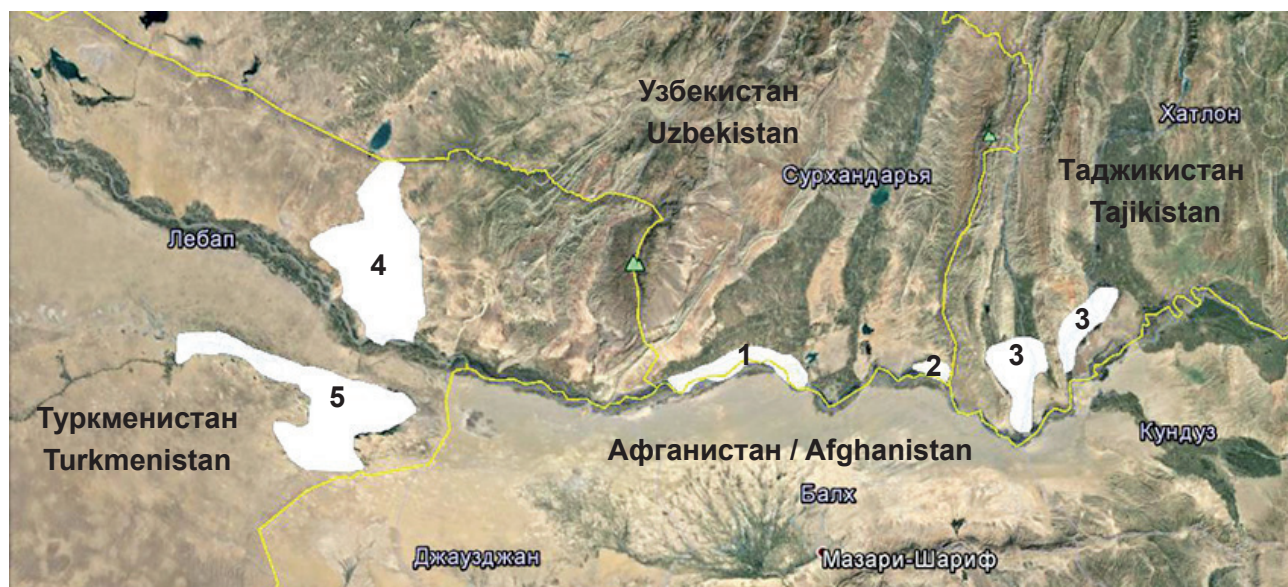 Узбекистан
Uzbekistan
Хатлон
Сурхандарья
Таджикистан
Tajikistan
Лебап
4
3
1
2
3
5
Туркменистан
Turkmenistan
Афганистан / Afghanistan
Кундуз
Балх
Джаузджан
Мазари-Шариф